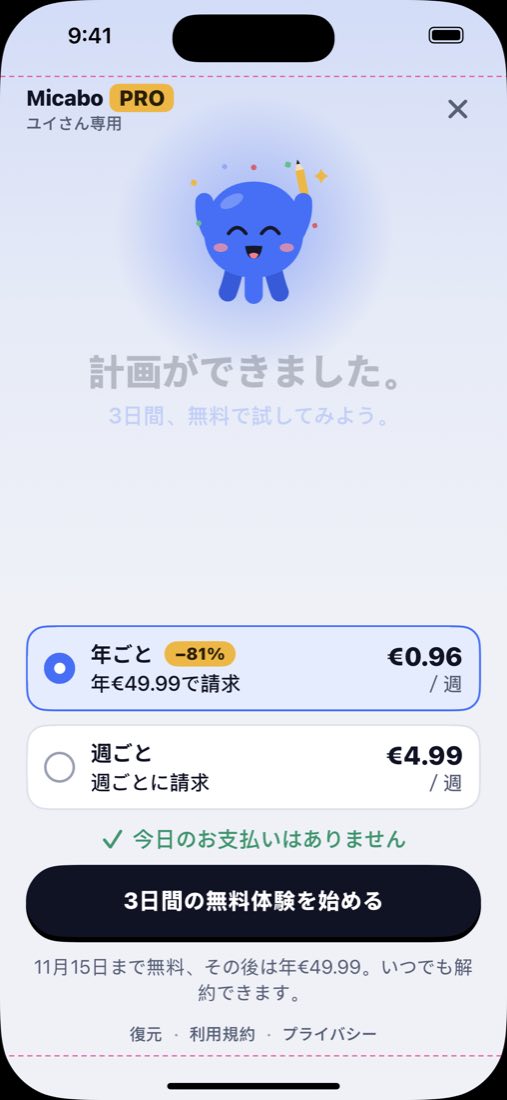 9:41
Micabo PRO
ユイさん専用
計画ができました。
3日間、無料で試してみよう。
年ごと −81%
€0.96
年€49.99で請求
/ 週
週ごと
€4.99
週ごとに請求
/ 週
今日のお支払いはありません
3日間の無料体験を始める
11月15日まで無料、その後は年€49.99。いつでも解
約できます。
復元 · 利用規約 · プライバシー